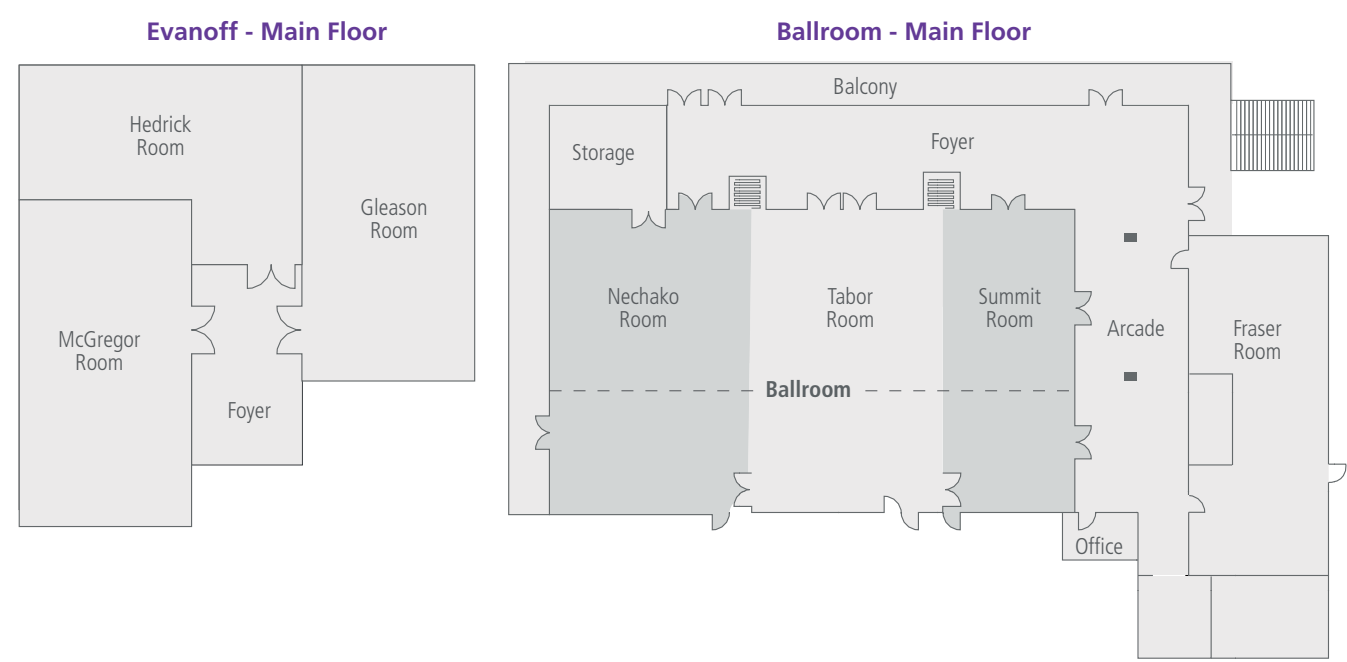 Evanoff - Main Floor
Hedrick
Room
Gleason
Room
McGregor
Room
Foyer
Ballroom - Main Floor
Balcony
Storage
Foyer
Nechako
Room
Tabor
Room
Summit
Room
Arcade
Fraser
Room
Ballroom
Office